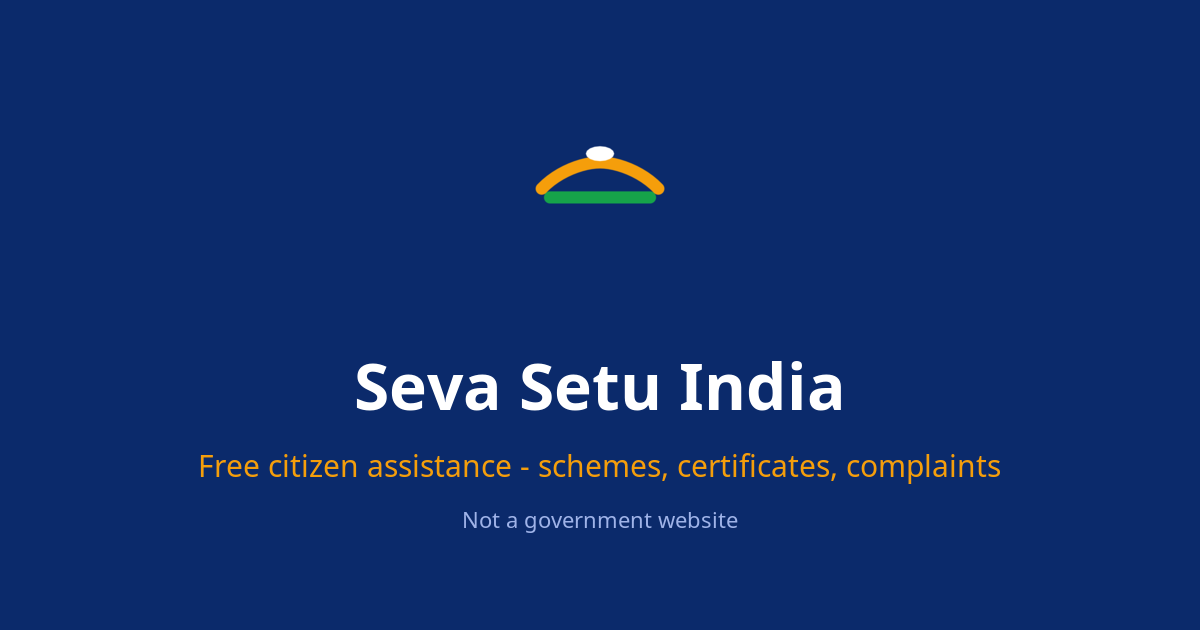 Seva Setu India
Free citizen assistance - schemes, certificates, complaints
Not a government website